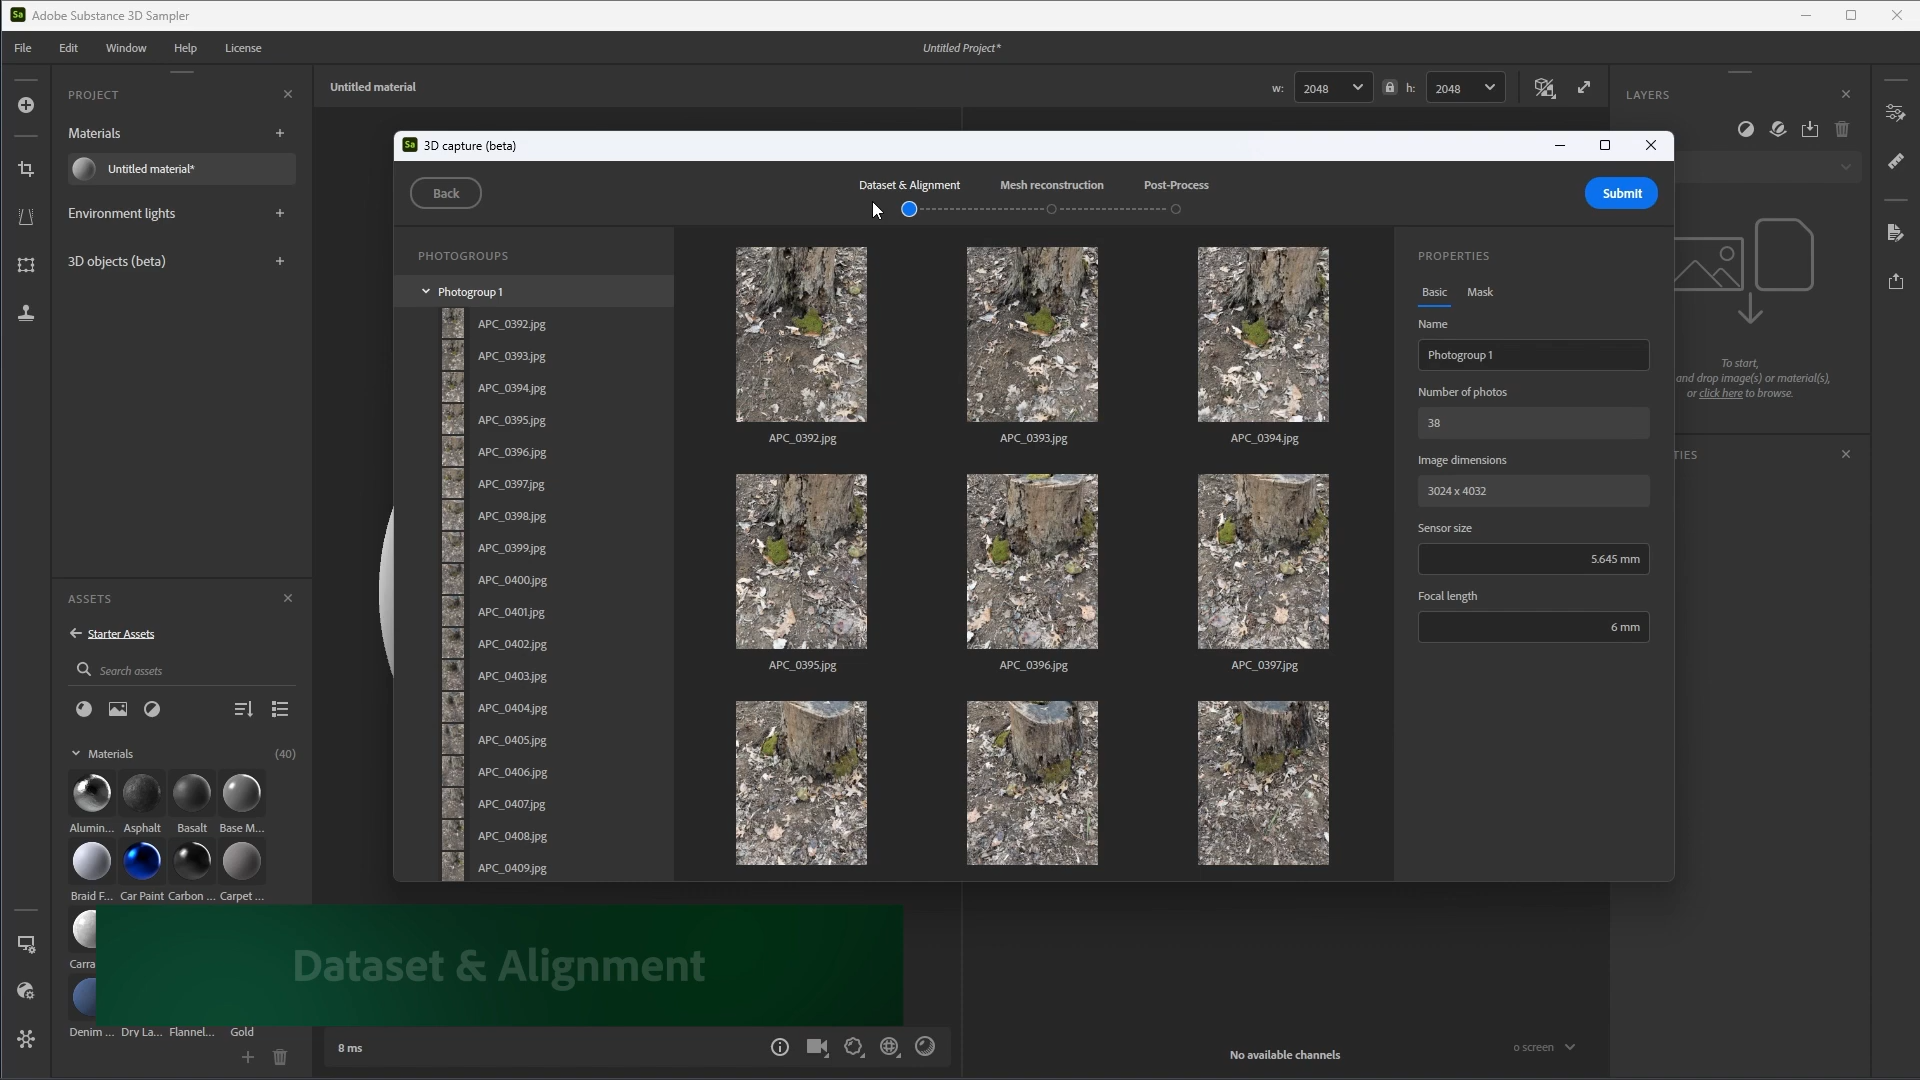 Sa Adobe Substance 3D Sampler
File Edit Window Help License
Untitled Project*
PROJECT
Materials
Untitled material*
Environment lights
3D objects (beta)
Untitled material
w: 2048 h: 2048
LAYERS
To start,
and drop image(s) or material(s),
or click here to browse.
TIES
Sa 3D capture (beta)
Back
Dataset & Alignment Mesh reconstruction Post-Process
Submit
PHOTOGROUPS
Photogroup 1
APC_0392.jpg
APC_0393.jpg
APC_0394.jpg
APC_0395.jpg
APC_0396.jpg
APC_0397.jpg
APC_0398.jpg
APC_0399.jpg
APC_0400.jpg
APC_0401.jpg
APC_0402.jpg
APC_0403.jpg
APC_0404.jpg
APC_0405.jpg
APC_0406.jpg
APC_0407.jpg
APC_0408.jpg
APC_0409.jpg
APC_0392.jpg APC_0393.jpg APC_0394.jpg
APC_0395.jpg APC_0396.jpg APC_0397.jpg
PROPERTIES
Basic Mask
Name
Photogroup 1
Number of photos
38
Image dimensions
3024 x 4032
Sensor size
5.645 mm
Focal length
6 mm
ASSETS
Starter Assets
Search assets
Materials (40)
Alumin... Asphalt Basalt Base M...
Braid F... Car Paint Carbon ... Carpet ...
Carra
Denim ... Dry La... Flannel... Gold
Dataset & Alignment
8 ms
No available channels
o screen